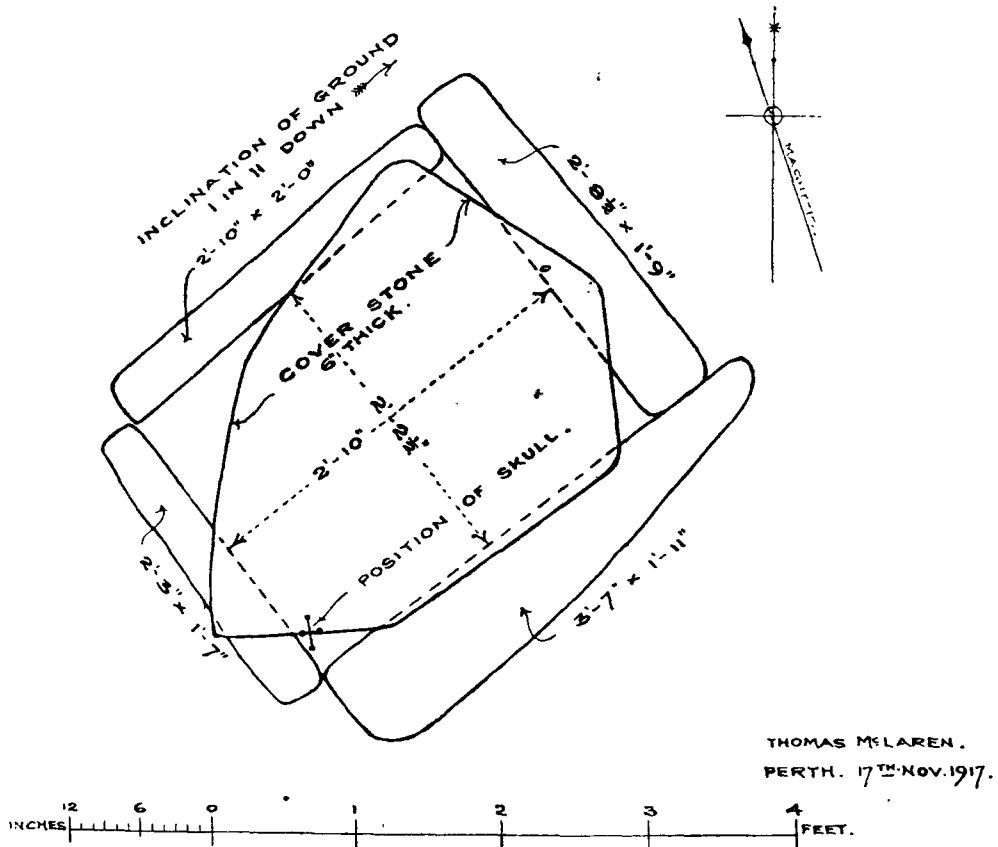 INCLINATION OF GROUND
1 IN 11 DOWN
2'-10" x 2'-0"
2'-8½" x 1'-9"
COVER STONE
6" THICK.
2'-10"
2'. 2¼"
POSITION OF SKULL.
2'-3" x 1'-7"
3'-7" x 1'-11"
THOMAS McLAREN.
PERTH. 17TH NOV. 1917.
12 6 0 1 2 3 4
INCHES FEET.